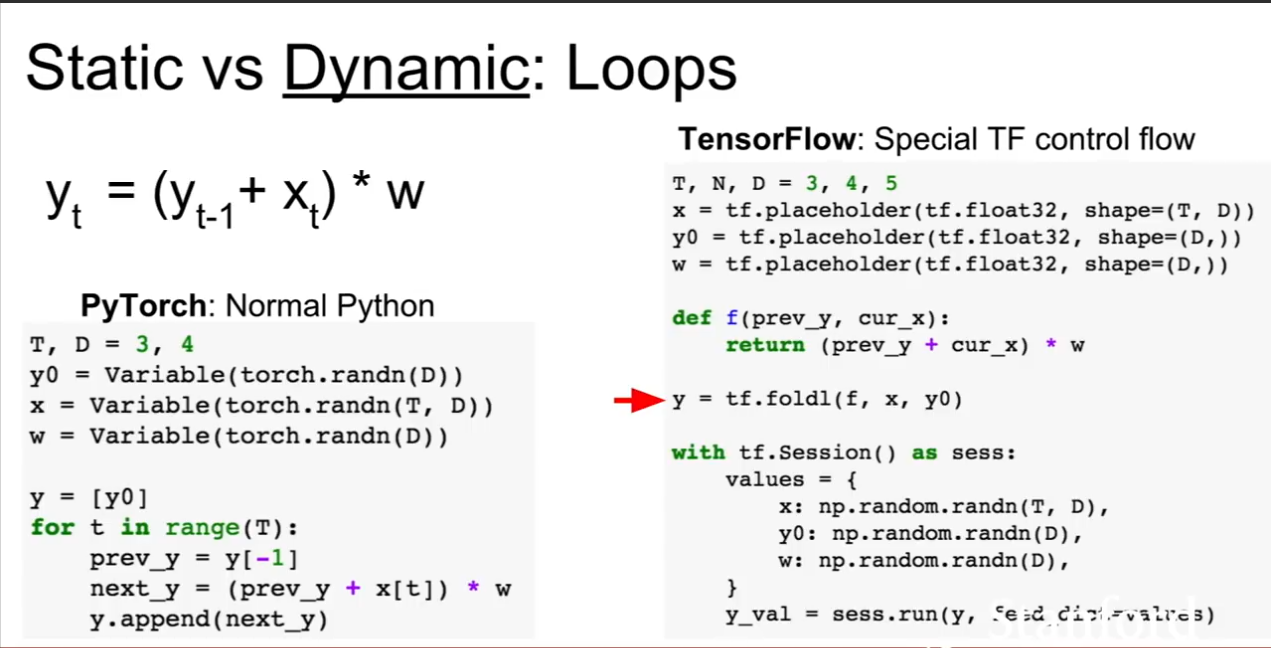 Static vs Dynamic: Loops
yt = (yt-1+ xt) * w
PyTorch: Normal Python
T, D = 3, 4
y0 = Variable(torch.randn(D))
x = Variable(torch.randn(T, D))
w = Variable(torch.randn(D))
y = [y0]
for t in range(T):
    prev_y = y[-1]
    next_y = (prev_y + x[t]) * w
    y.append(next_y)
TensorFlow: Special TF control flow
T, N, D = 3, 4, 5
x = tf.placeholder(tf.float32, shape=(T, D))
y0 = tf.placeholder(tf.float32, shape=(D,))
w = tf.placeholder(tf.float32, shape=(D,))
def f(prev_y, cur_x):
    return (prev_y + cur_x) * w
y = tf.foldl(f, x, y0)
with tf.Session() as sess:
    values = {
        x: np.random.randn(T, D),
        y0: np.random.randn(D),
        w: np.random.randn(D),
    }
    y_val = sess.run(y, feed_dict=values)
Stanford